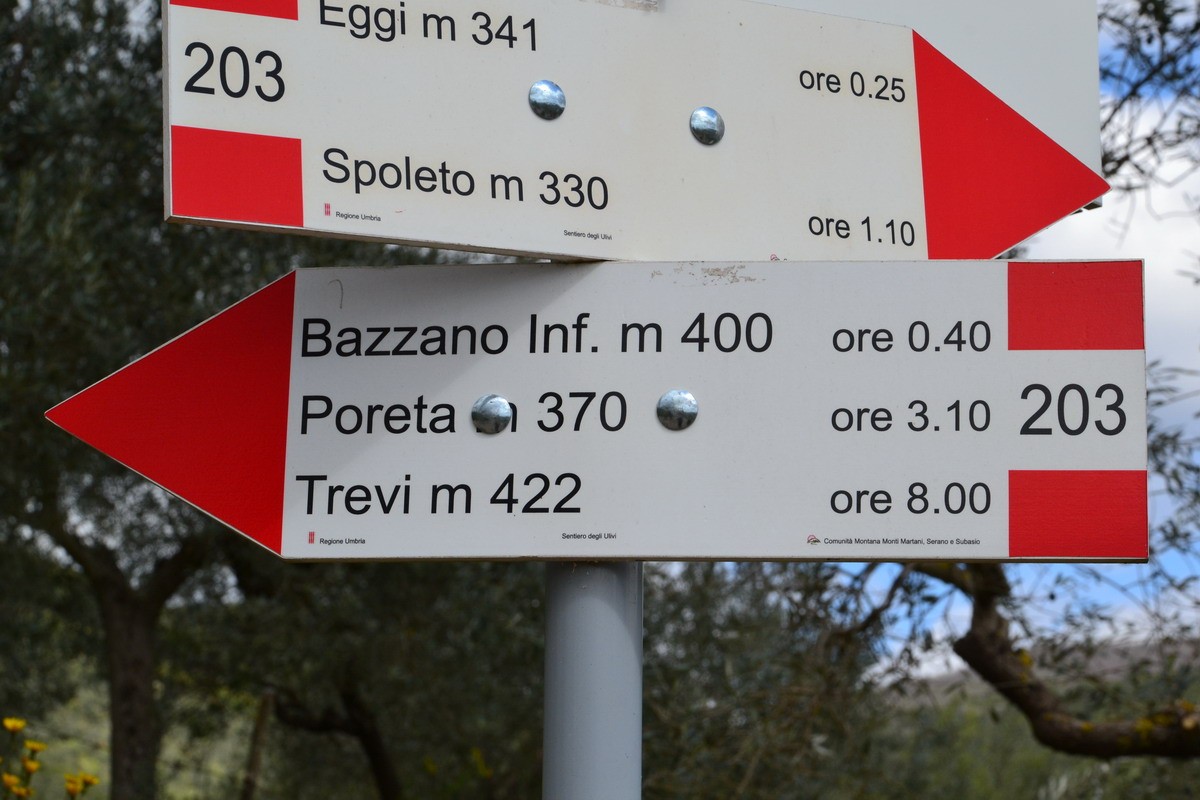 Eggi m 341 ore 0.25
203
Spoleto m 330 ore 1.10
Regione Umbria Sentiero degli Ulivi
Bazzano Inf. m 400 ore 0.40
Poreta m 370 ore 3.10
203
Trevi m 422 ore 8.00
Regione Umbria Sentiero degli Ulivi Comunità Montana Monti Martani, Serano e Subasio